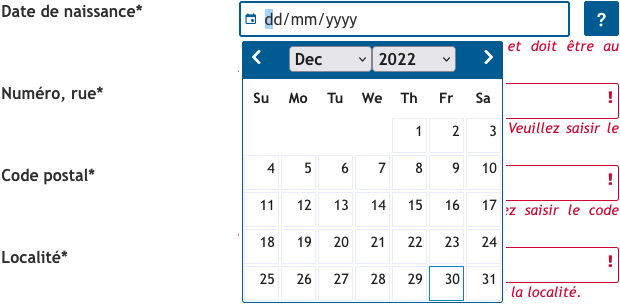 Date de naissance*
dd/mm/yyyy
?
et doit être au
Dec 2022
Numéro, rue*
!
Su Mo Tu We Th Fr Sa
Veuillez saisir le
1 2 3
Code postal*
4 5 6 7 8 9 10
!
11 12 13 14 15 16 17
saisir le code
18 19 20 21 22 23 24
Localité*
!
25 26 27 28 29 30 31
la localité.